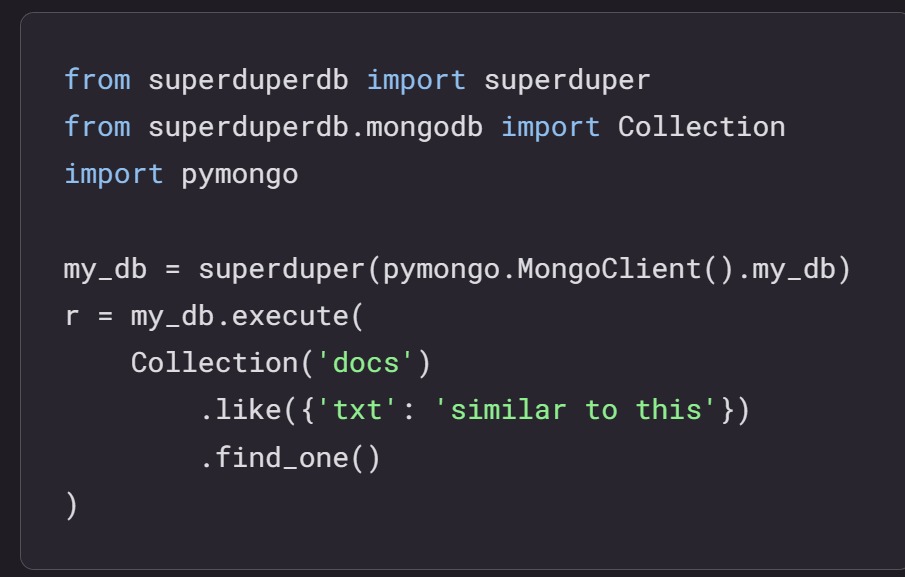 from superduperdb import superduper
from superduperdb.mongodb import Collection
import pymongo

my_db = superduper(pymongo.MongoClient().my_db)
r = my_db.execute(
    Collection('docs')
        .like({'txt': 'similar to this'})
        .find_one()
)